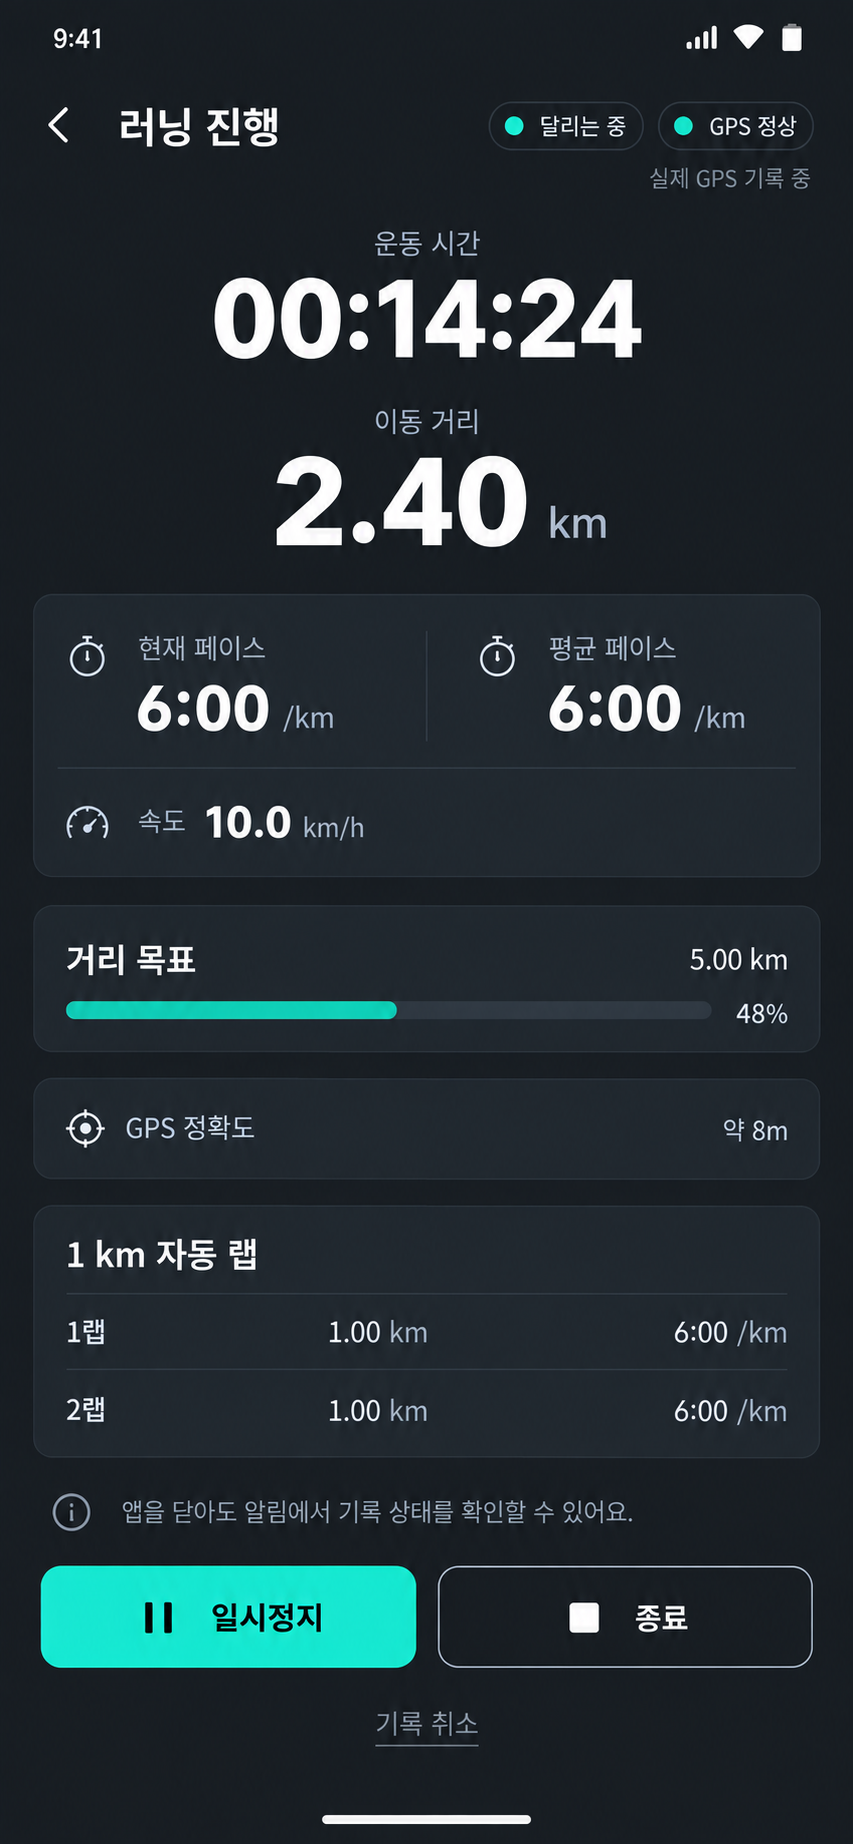 9:41
러닝 진행
달리는 중
GPS 정상
실제 GPS 기록 중
운동 시간
00:14:24
이동 거리
2.40 km
현재 페이스
6:00 /km
평균 페이스
6:00 /km
속도 10.0 km/h
거리 목표 5.00 km
48%
GPS 정확도 약 8m
1 km 자동 랩
1랩 1.00 km 6:00 /km
2랩 1.00 km 6:00 /km
앱을 닫아도 알림에서 기록 상태를 확인할 수 있어요.
일시정지
종료
기록 취소